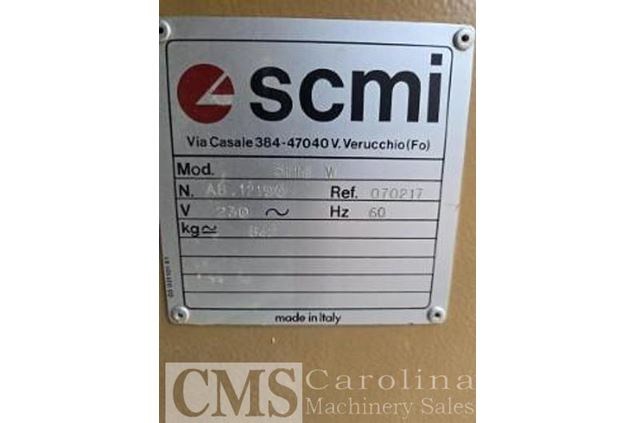 scmi
Via Casale 384-47040 V. Verucchio (Fo)
Mod. W
N. AB. Ref. 070217
V 230 ~ Hz 60
kg≃
made in Italy
CMS Carolina
Machinery Sales